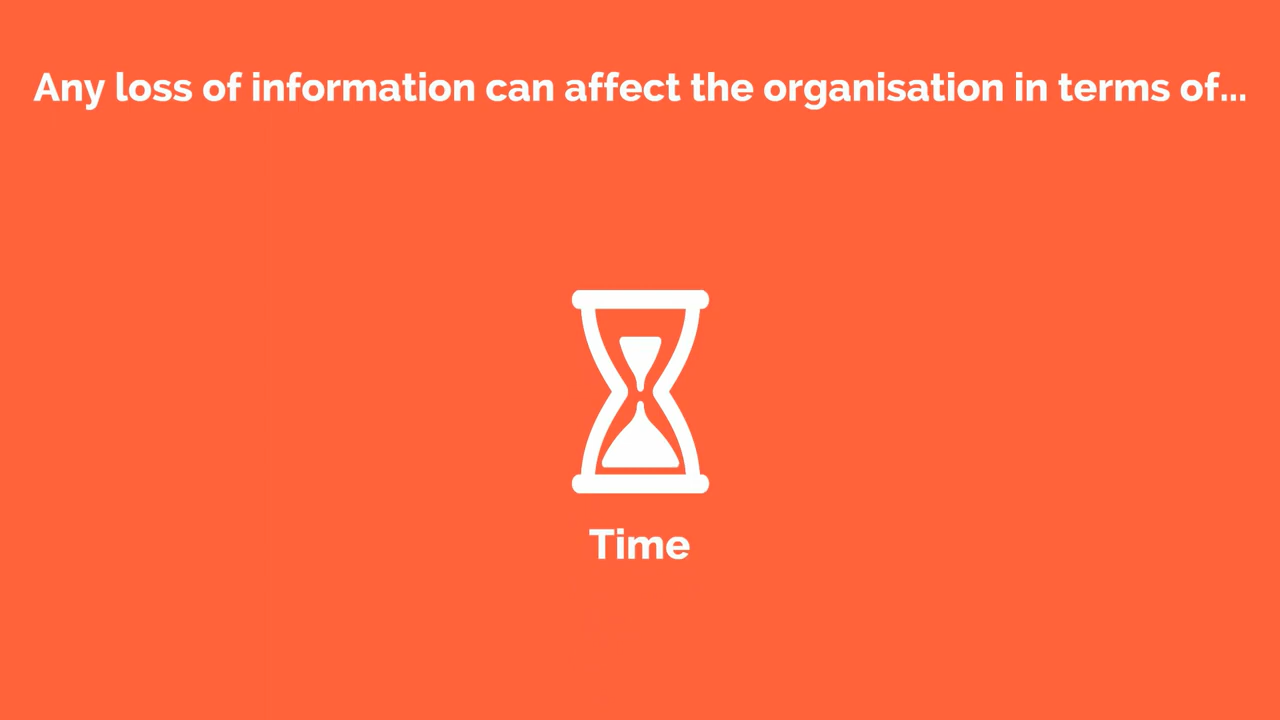 Any loss of information can affect the organisation in terms of...
Time